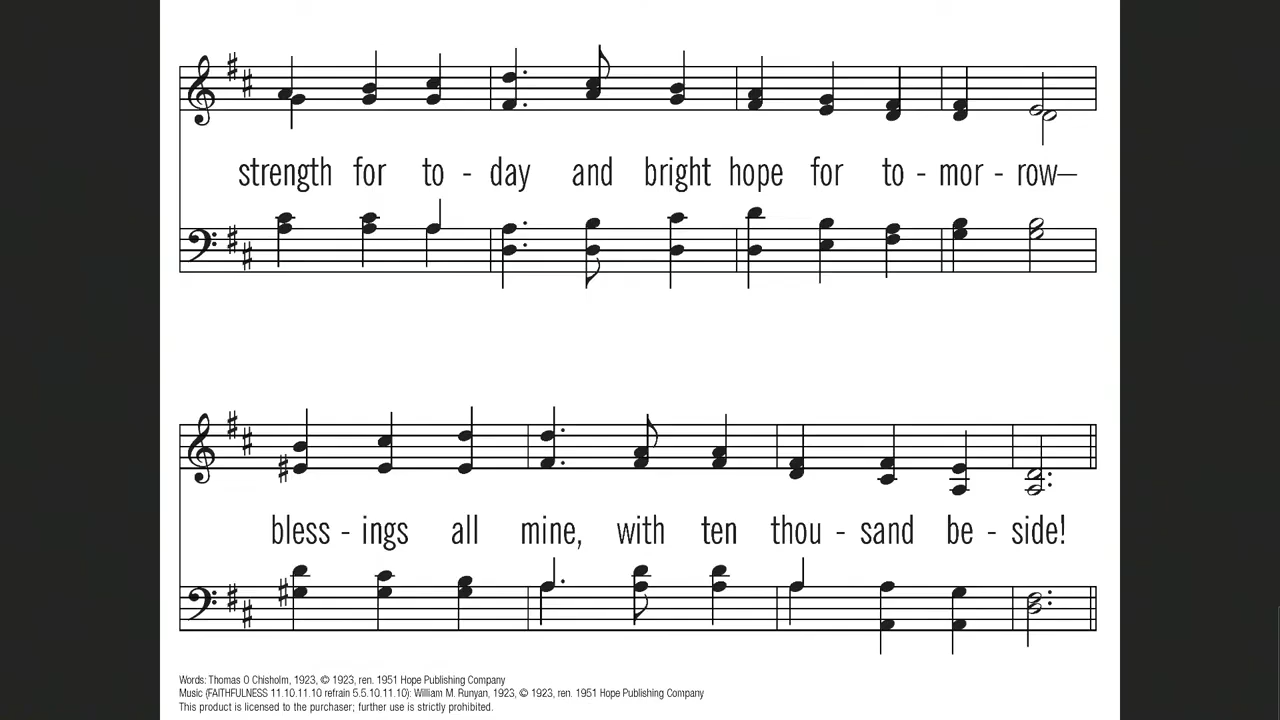 strength for to - day and bright hope for to - mor - row—
bless - ings all mine, with ten thou - sand be - side!
Words: Thomas O Chisholm, 1923, © 1923, ren. 1951 Hope Publishing Company
Music (FAITHFULNESS 11.10.11.10 refrain 5.5.10.11.10): William M. Runyan, 1923, © 1923, ren. 1951 Hope Publishing Company
This product is licensed to the purchaser; further use is strictly prohibited.